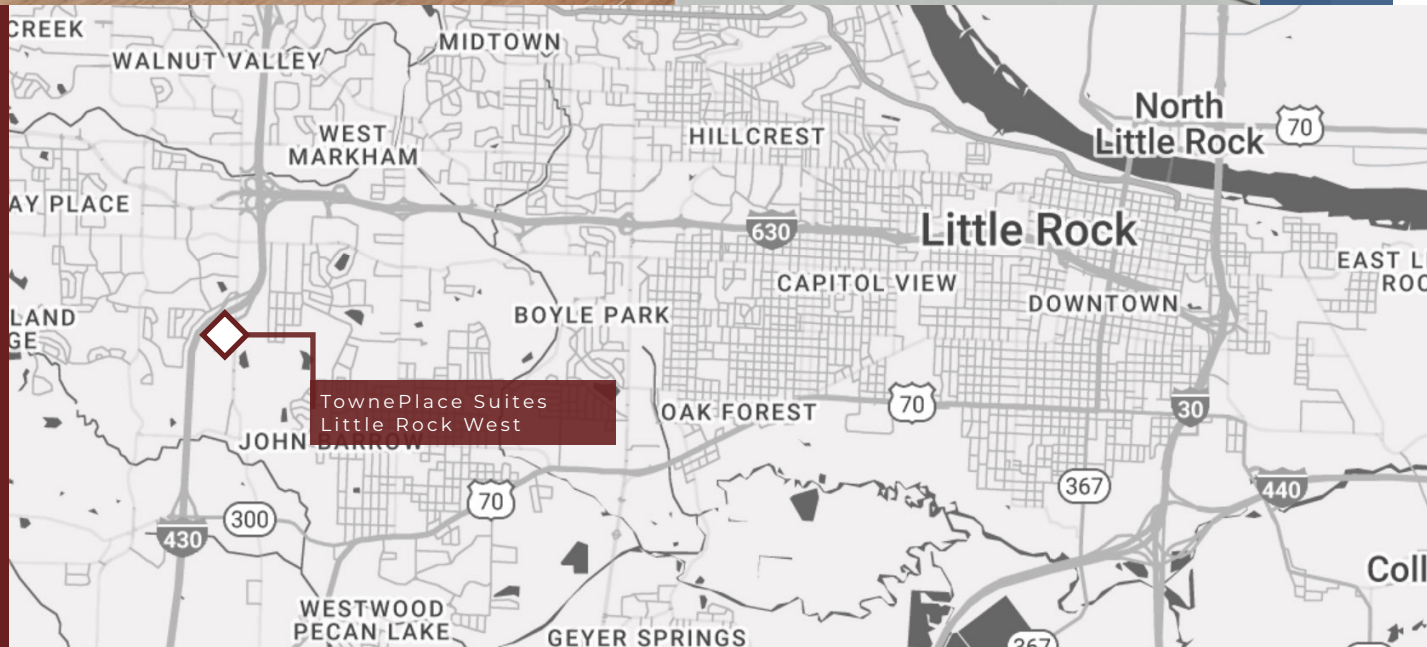 CREEK
WALNUT VALLEY
MIDTOWN
WEST
MARKHAM
HILLCREST
North
Little Rock
70
AY PLACE
630
Little Rock
EAST L
ROC
CAPITOL VIEW
DOWNTOWN
LAND
GE
BOYLE PARK
TownePlace Suites
Little Rock West
OAK FOREST
70
30
JOHN BARROW
70
367
440
300
430
Coll
WESTWOOD
PECAN LAKE
GEYER SPRINGS
367